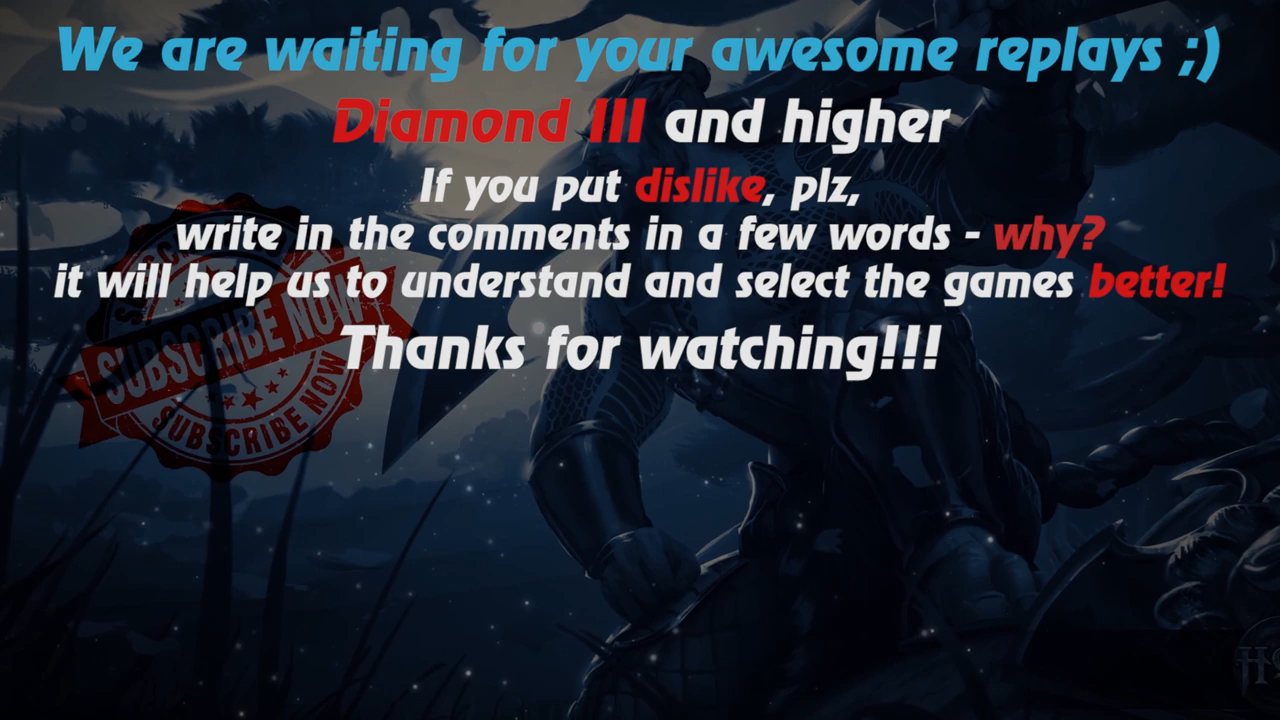 We are waiting for your awesome replays ;)
Diamond III and higher
If you put dislike, plz,
write in the comments in a few words - why?
it will help us to understand and select the games better!
Thanks for watching!!!
SUBSCRIBE NOW
SUBSCRIBE NOW